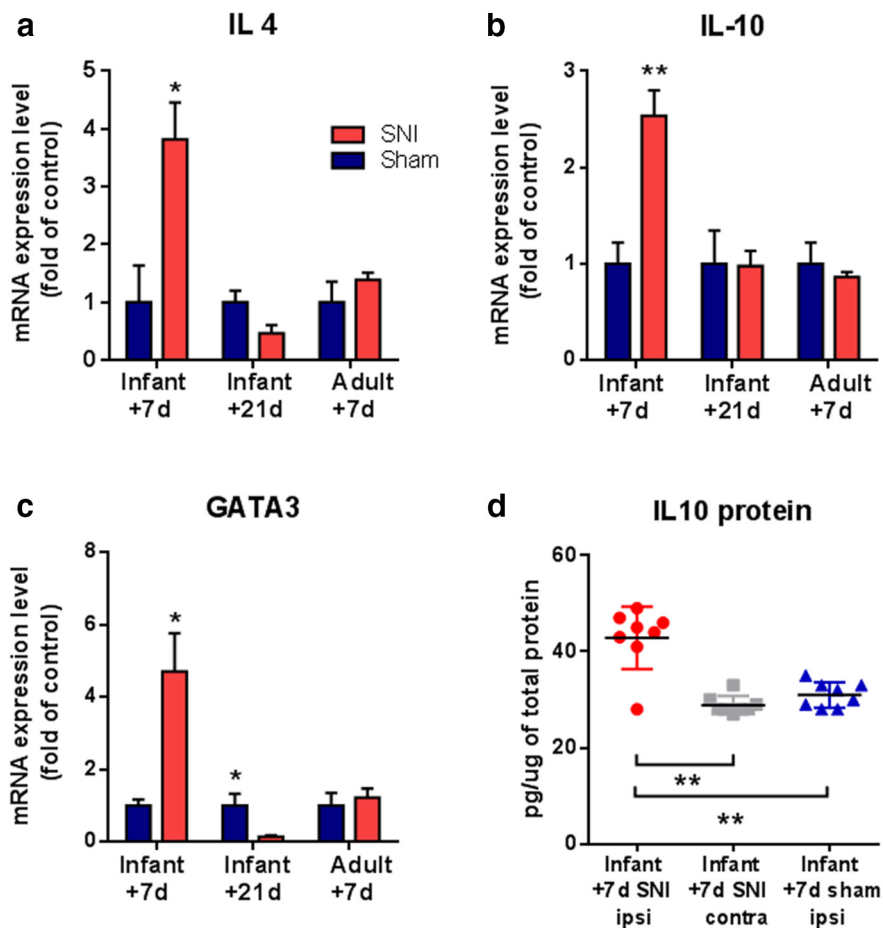 a
IL 4
mRNA expression level
(fold of control)
5
4
3
2
1
0
*
SNI
Sham
Infant
+7d
Infant
+21d
Adult
+7d
b
IL-10
mRNA expression level
(fold of control)
3
2
1
0
**
Infant
+7d
Infant
+21d
Adult
+7d
c
GATA3
mRNA expression level
(fold of control)
8
6
4
2
0
*
*
Infant
+7d
Infant
+21d
Adult
+7d
d
IL10 protein
pg/ug of total protein
60
40
20
0
**
**
Infant
+7d SNI
ipsi
Infant
+7d SNI
contra
Infant
+7d sham
ipsi